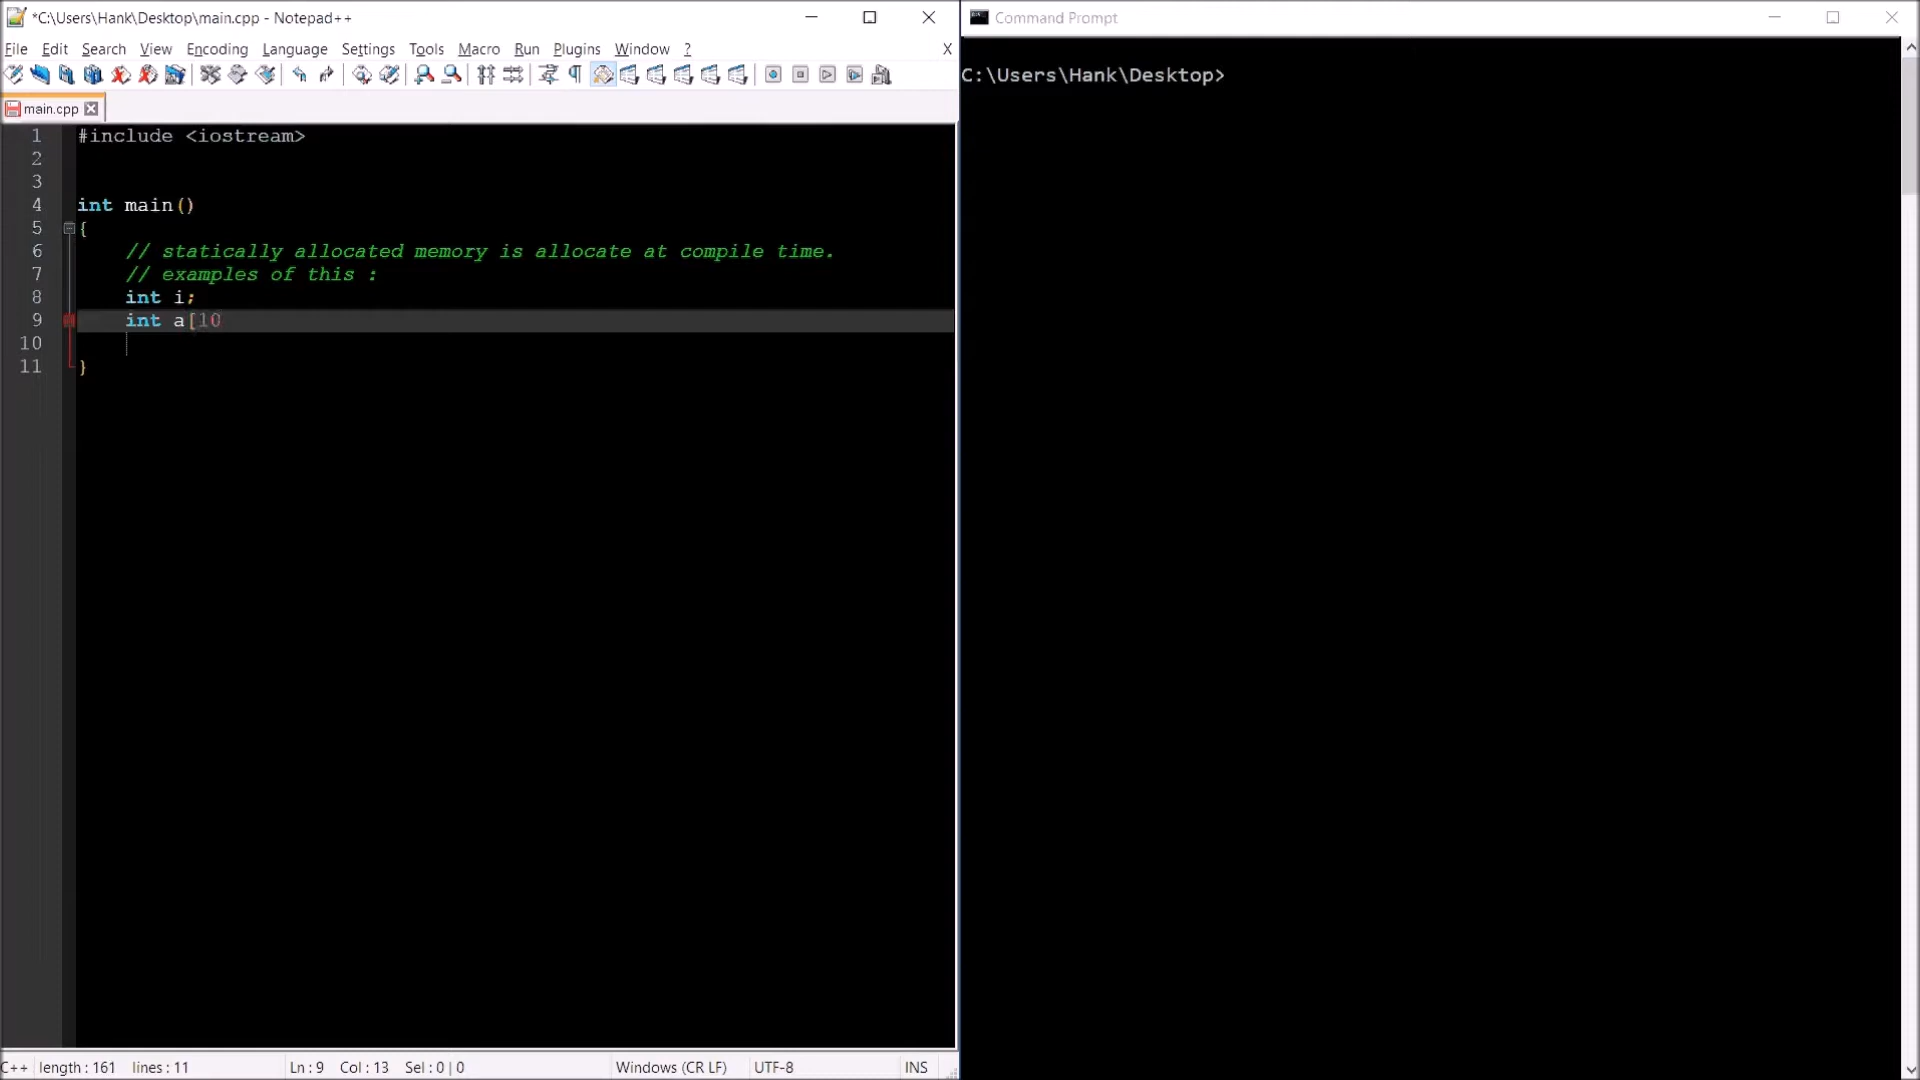 *C:\Users\Hank\Desktop\main.cpp - Notepad++
File Edit Search View Encoding Language Settings Tools Macro Run Plugins Window ? X
main.cpp
1 #include <iostream>
2
3
4 int main()
5 {
6 // statically allocated memory is allocate at compile time.
7 // examples of this :
8 int i;
9 int a[10
10
11 }
C++ length : 161 lines : 11 Ln : 9 Col : 13 Sel : 0 | 0 Windows (CR LF) UTF-8 INS
Command Prompt
C:\Users\Hank\Desktop>